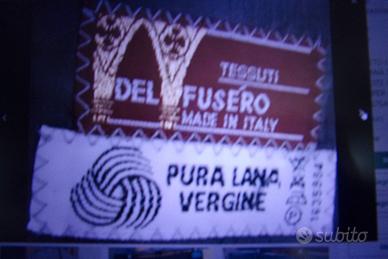 TESSUTI
DEL FUSERO
MADE IN ITALY
PURA LANA
VERGINE
subito